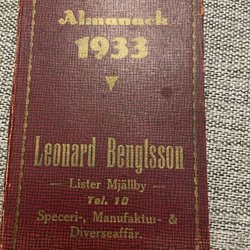 Almanack
1933
Leonard Bengtsson
— Lister Mjällby —
Tel. 10
Speceri-, Manufaktur- &
Diverseaffär.